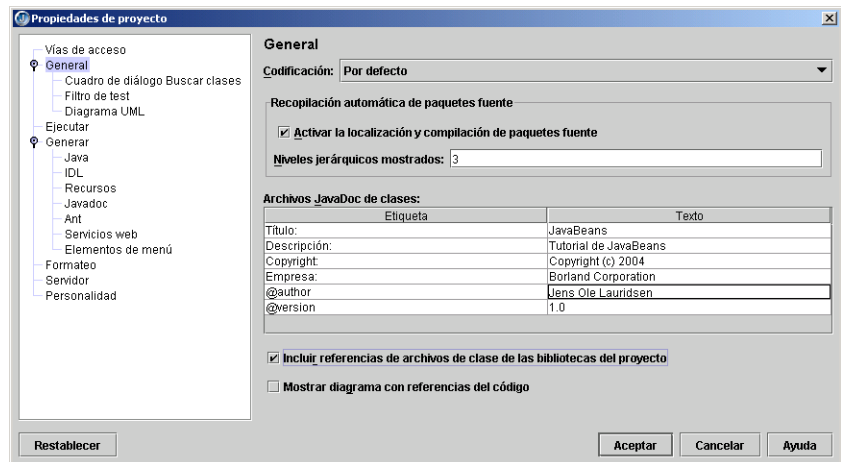 Propiedades de proyecto
Vías de acceso
General
Cuadro de diálogo Buscar clases
Filtro de test
Diagrama UML
Ejecutar
Generar
Java
IDL
Recursos
Javadoc
Ant
Servicios web
Elementos de menú
Formateo
Servidor
Personalidad
General
Codificación: Por defecto
Recopilación automática de paquetes fuente
Activar la localización y compilación de paquetes fuente
Niveles jerárquicos mostrados: 3
Archivos JavaDoc de clases:
Etiqueta Texto
Título: JavaBeans
Descripción: Tutorial de JavaBeans
Copyright: Copyright (c) 2004
Empresa: Borland Corporation
@author Jens Ole Lauridsen
@version 1.0
Incluir referencias de archivos de clase de las bibliotecas del proyecto
Mostrar diagrama con referencias del código
Restablecer Aceptar Cancelar Ayuda